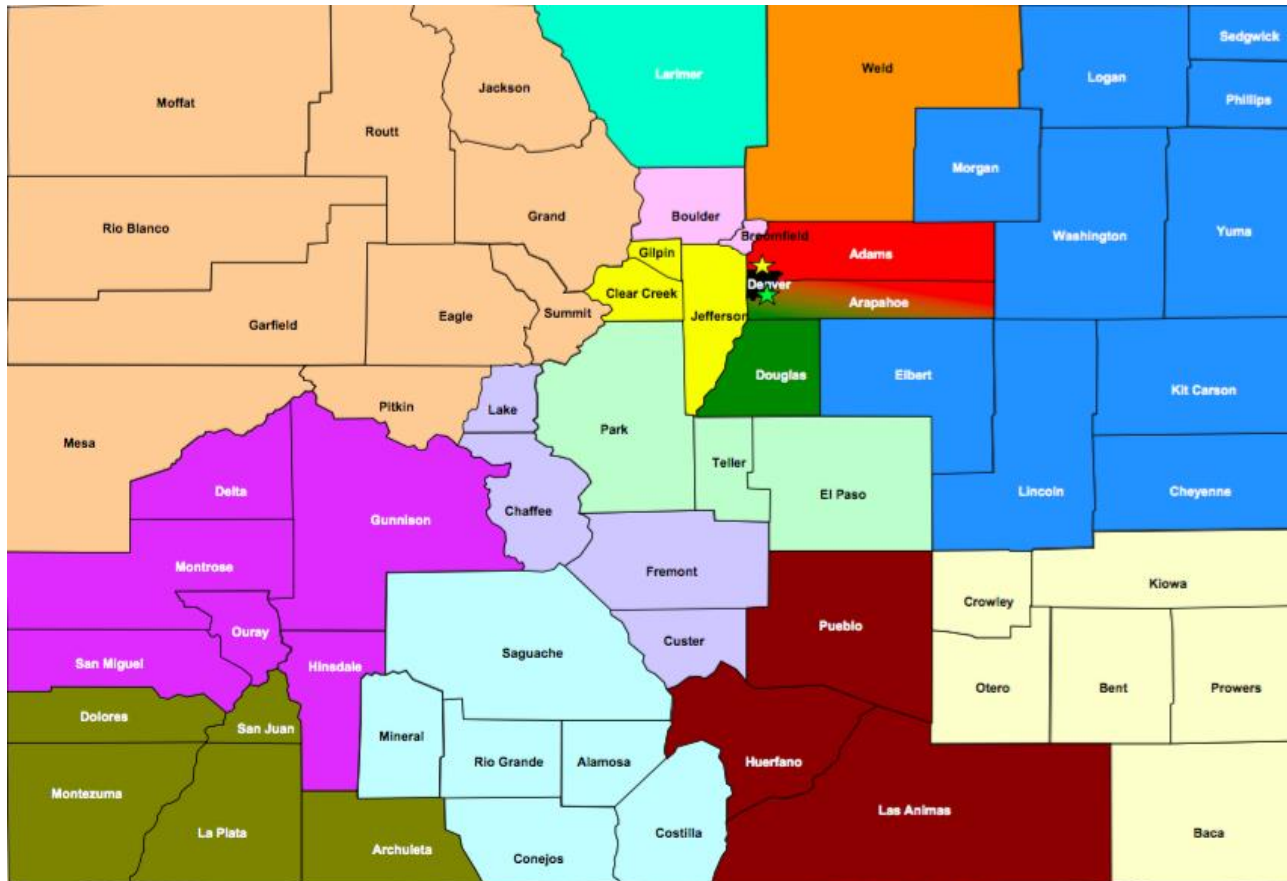 Sedgwick
Larimer
Weld
Logan
Jackson
Phillips
Moffat
Routt
Morgan
Grand
Boulder
Rio Blanco
Broomfield
Washington
Yuma
Gilpin
Adams
Denver
Clear Creek
Arapahoe
Eagle
Summit
Jefferson
Garfield
Douglas
Elbert
Kit Carson
Pitkin
Lake
Park
Mesa
Teller
Delta
El Paso
Lincoln
Cheyenne
Chaffee
Gunnison
Montrose
Fremont
Kiowa
Crowley
Pueblo
Ouray
Custer
Saguache
San Miguel
Hinsdale
Otero
Bent
Prowers
Dolores
San Juan
Mineral
Rio Grande
Alamosa
Huerfano
Montezuma
Las Animas
La Plata
Costilla
Baca
Archuleta
Conejos